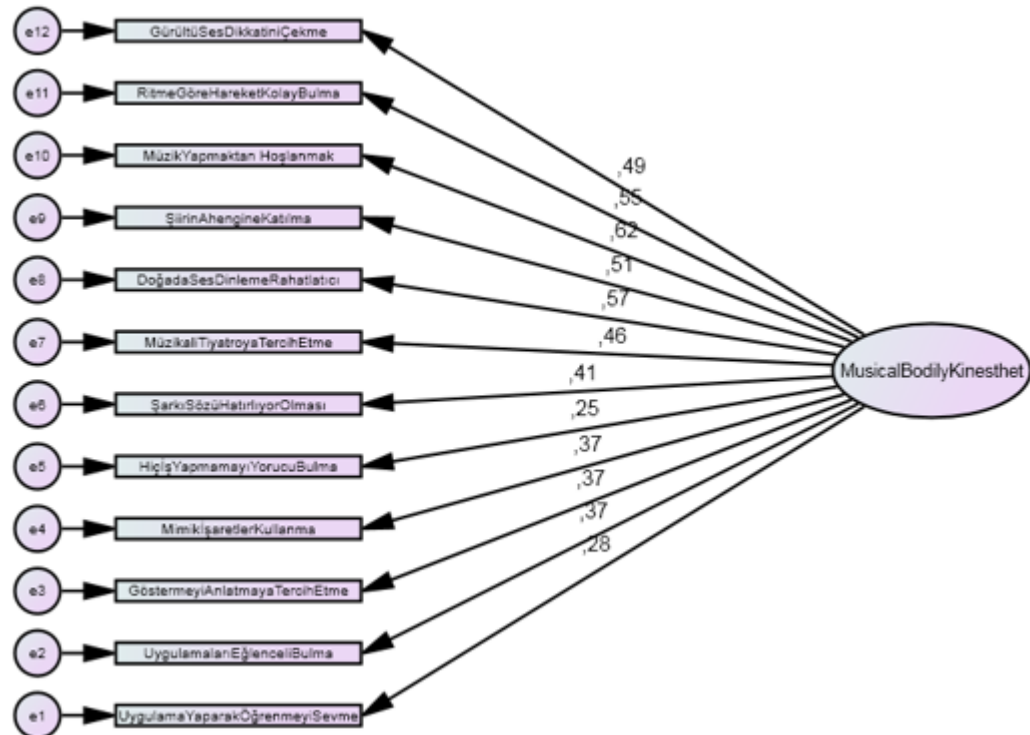 e12 GürültüSesDikkatiniÇekme
e11 RitmeGöreHareketKolayBulma
e10 MüzikYapmaktan Hoşlanmak
,49
,55
e9 ŞiirinAhengineKatılma
,62
,51
e8 DoğadaSesDinlemeRahatlatıcı
,57
e7 MüzikaliTiyatroyaTercihEtme
,46
MusicalBodilyKinesthet
,41
e6 ŞarkıSözüHatırlıyorOlması
,25
e5 HiçİşYapmamayıYorucuBulma
,37
,37
e4 MimikİşaretlerKullanma
,37
,28
e3 GöstermeyiAnlatmayaTercihEtme
e2 UygulamalarıEğlenceliBulma
e1 UygulamaYaparakÖğrenmeyiSevme